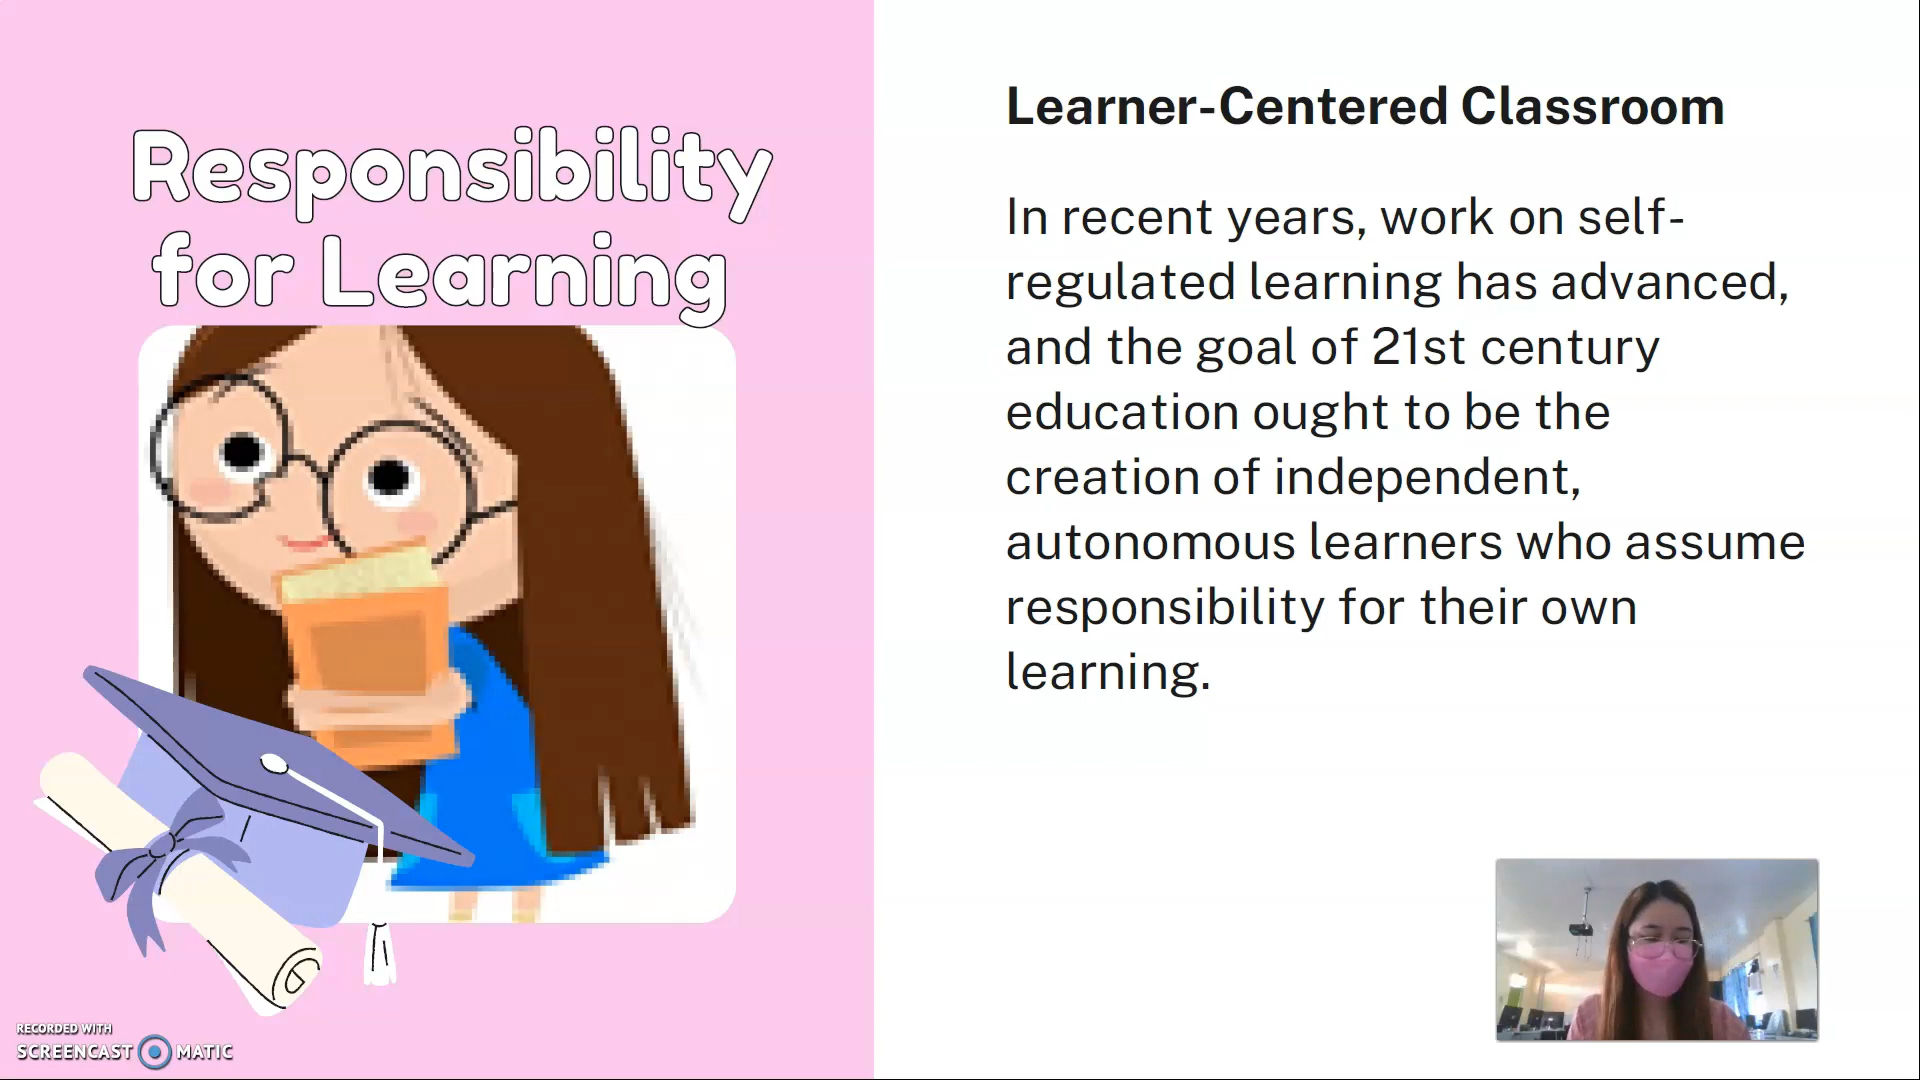 Responsibility
for Learning
Learner-Centered Classroom
In recent years, work on self-
regulated learning has advanced,
and the goal of 21st century
education ought to be the
creation of independent,
autonomous learners who assume
responsibility for their own
learning.
RECORDED WITH
SCREENCAST MATIC